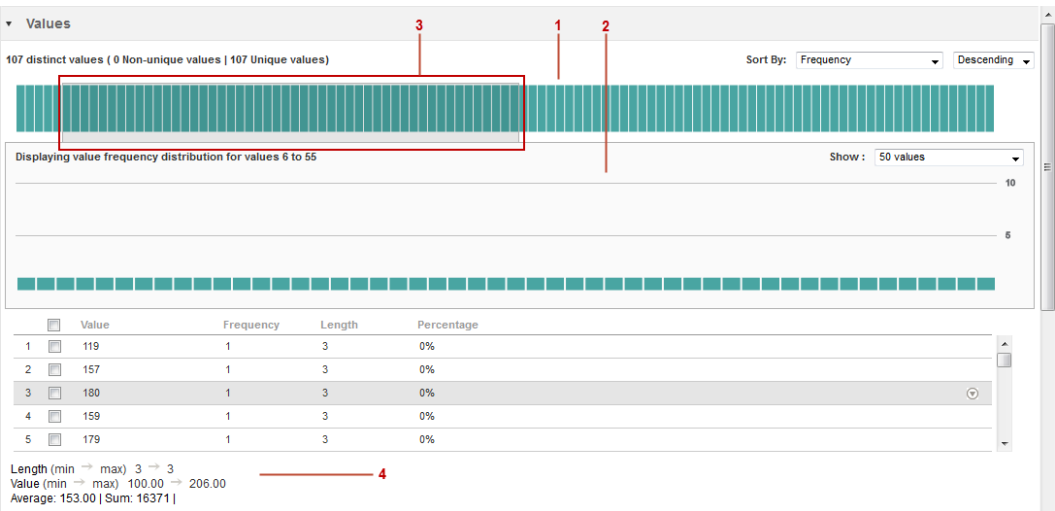 Values
3 1 2
107 distinct values ( 0 Non-unique values | 107 Unique values)
Sort By: Frequency Descending
Displaying value frequency distribution for values 6 to 55
Show : 50 values
10
5
Value Frequency Length Percentage
1 119 1 3 0%
2 157 1 3 0%
3 180 1 3 0%
4 159 1 3 0%
5 179 1 3 0%
Length (min → max) 3 → 3
4
Value (min → max) 100.00 → 206.00
Average: 153.00 | Sum: 16371 |